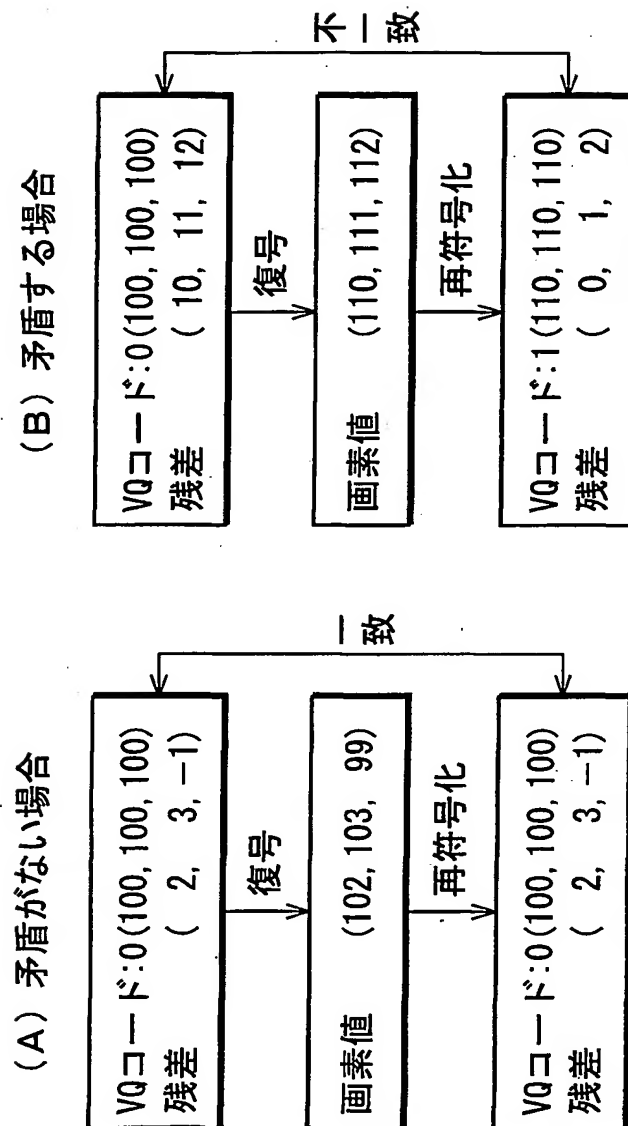 (A) 矛盾がない場合
VQコード:0(100,100,100)
残差 ( 2, 3,−1)
復号
画素値 (102,103, 99)
再符号化
VQコード:0(100,100,100)
残差 ( 2, 3,−1)
一致
(B) 矛盾する場合
VQコード:0(100,100,100)
残差 ( 10, 11, 12)
復号
画素値 (110,111,112)
再符号化
VQコード:1(110,110,110)
残差 ( 0, 1, 2)
不一致